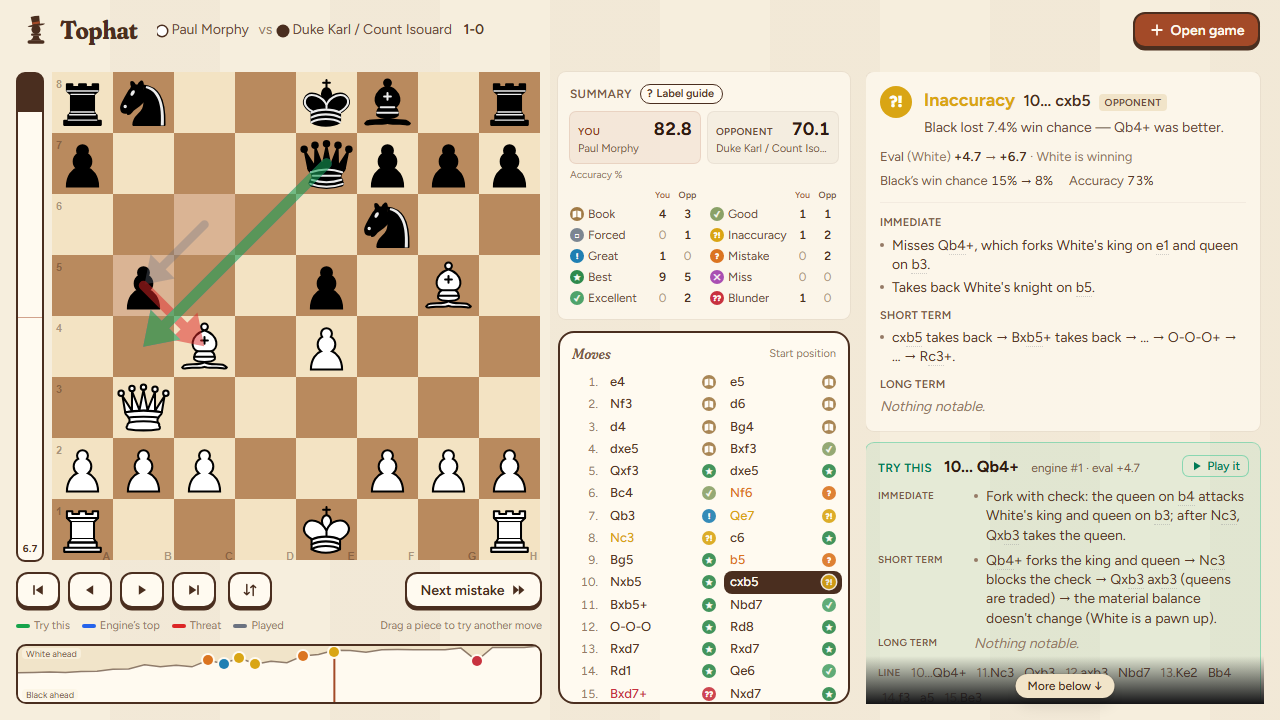 Tophat
Paul Morphy vs Duke Karl / Count Isouard 1-0
+ Open game
8
7
6
5
4
3
2
1
A B C D E F G H
6.7
Next mistake
Try this Engine's top Threat Played
Drag a piece to try another move
White ahead
Black ahead
SUMMARY ? Label guide
YOU 82.8
Paul Morphy
OPPONENT 70.1
Duke Karl / Count Iso...
Accuracy %
You Opp You Opp
Book 4 3 Good 1 1
Forced 0 1 Inaccuracy 1 2
Great 1 0 Mistake 0 2
Best 9 5 Miss 0 0
Excellent 0 2 Blunder 1 0
Moves Start position
1. e4 e5
2. Nf3 d6
3. d4 Bg4
4. dxe5 Bxf3
5. Qxf3 dxe5
6. Bc4 Nf6
7. Qb3 Qe7
8. Nc3 c6
9. Bg5 b5
10. Nxb5 cxb5
11. Bxb5+ Nbd7
12. O-O-O Rd8
13. Rxd7 Rxd7
14. Rd1 Qe6
15. Bxd7+ Nxd7
?! Inaccuracy 10... cxb5 OPPONENT
Black lost 7.4% win chance — Qb4+ was better.
Eval (White) +4.7 → +6.7 · White is winning
Black's win chance 15% → 8% Accuracy 73%
IMMEDIATE
• Misses Qb4+, which forks White's king on e1 and queen
on b3.
• Takes back White's knight on b5.
SHORT TERM
• cxb5 takes back → Bxb5+ takes back → ... → O-O-O+ →
... → Rc3+.
LONG TERM
Nothing notable.
TRY THIS 10... Qb4+ engine #1 · eval +4.7 Play it
IMMEDIATE
• Fork with check: the queen on b4 attacks
White's king on e1 and queen on b3; after Nc3,
Qxb3 takes the queen.
SHORT TERM
• Qb4+ forks the king and queen → Nc3
blocks the check → Qxb3 axb3 (queens
are traded) → the material balance
doesn't change (White is a pawn up).
LONG TERM Nothing notable.
LINE 10...Qb4+ 11.Nc3 Qxb3 12.axb3 Nbd7 13.Ke2 Bb4
14.f3 a5 15.Be3
More below ↓